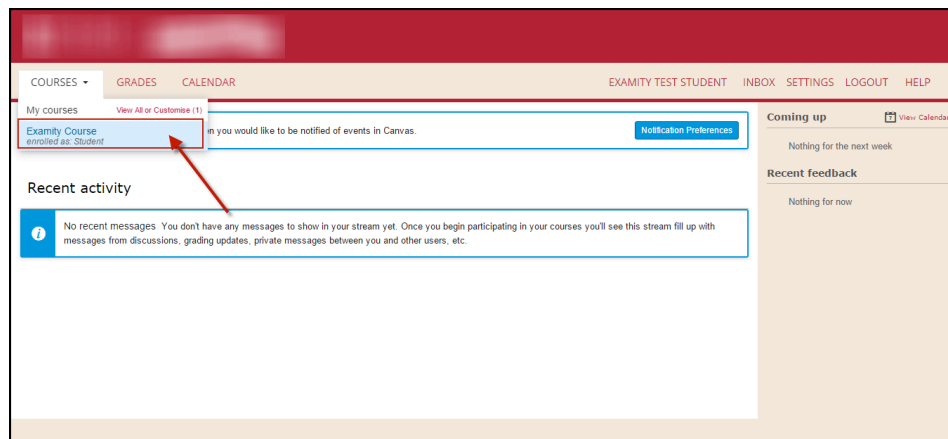 COURSES GRADES CALENDAR EXAMITY TEST STUDENT INBOX SETTINGS LOGOUT HELP
My courses View All or Customise (1)
Examity Course
enrolled as: Student
n you would like to be notified of events in Canvas.
Notification Preferences
Recent activity
No recent messages You don't have any messages to show in your stream yet. Once you begin participating in your courses you'll see this stream fill up with
messages from discussions, grading updates, private messages between you and other users, etc.
Coming up 7 View Calendar
Nothing for the next week
Recent feedback
Nothing for now